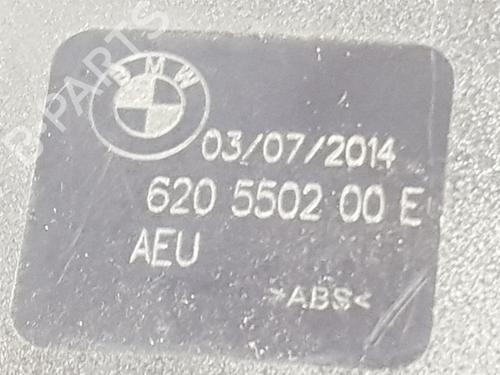 B-PARTS
BMW
03/07/2014
620 5502 00 E
AEU
>ABS<